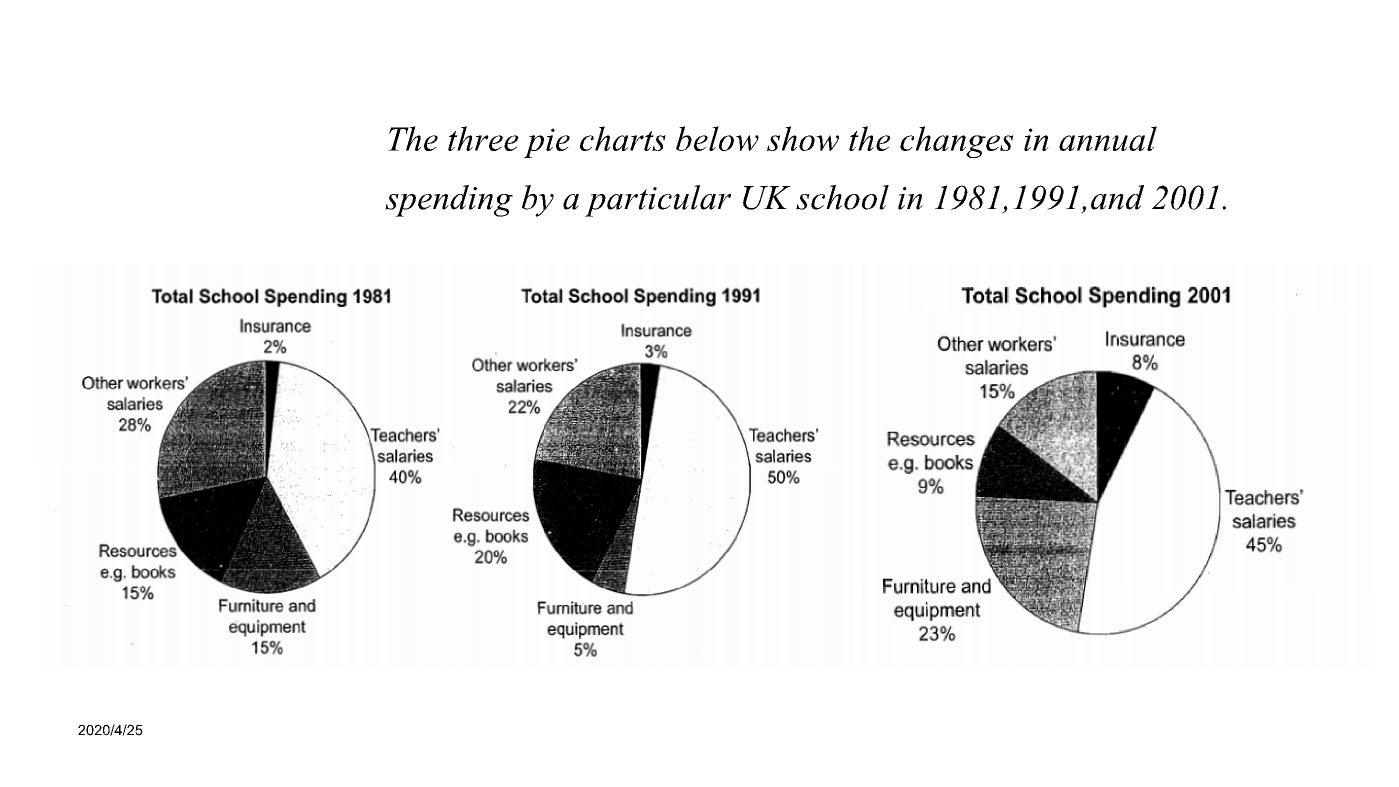 The three pie charts below show the changes in annual
spending by a particular UK school in 1981,1991,and 2001.
Total School Spending 1981
Insurance
2%
Other workers'
salaries
28%
Teachers'
salaries
40%
Resources
e.g. books
15%
Furniture and
equipment
15%
Total School Spending 1991
Insurance
3%
Other workers'
salaries
22%
Teachers'
salaries
50%
Resources
e.g. books
20%
Furniture and
equipment
5%
Total School Spending 2001
Other workers'
salaries
15%
Insurance
8%
Resources
e.g. books
9%
Teachers'
salaries
45%
Furniture and
equipment
23%
2020/4/25